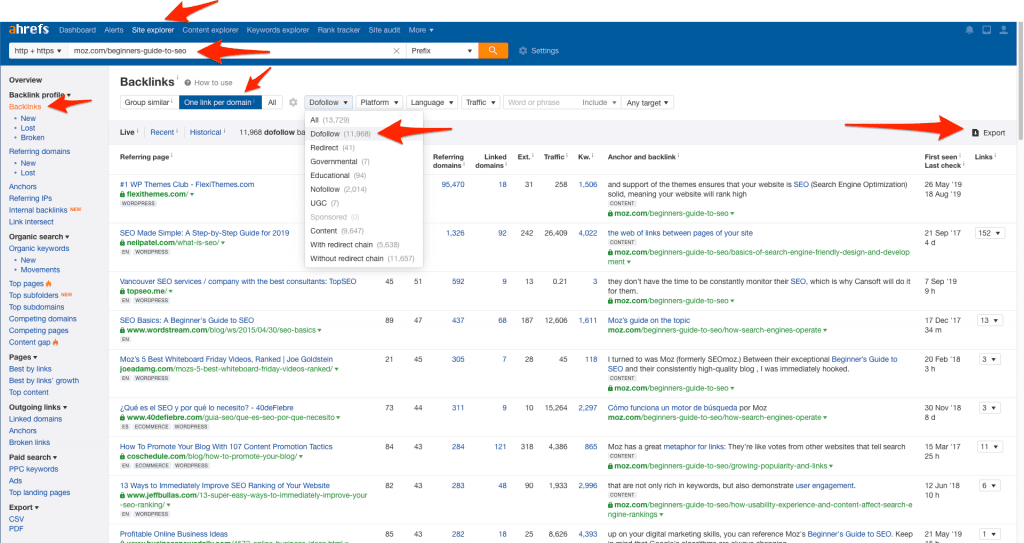 ahrefs Dashboard Alerts Site explorer Content explorer Keywords explorer Rank tracker Site audit More
http + https moz.com/beginners-guide-to-seo Prefix Settings
Overview
Backlink profile
Backlinks
New
Lost
Broken
Referring domains
New
Lost
Anchors
Referring IPs
Internal backlinks NEW
Link intersect
Organic search
Organic keywords
New
Movements
Top pages
Top subfolders NEW
Top subdomains
Competing domains
Competing pages
Content gap
Pages
Best by links
Best by links' growth
Top content
Outgoing links
Linked domains
Anchors
Broken links
Paid search
PPC keywords
Ads
Top landing pages
Export
CSV
PDF
Backlinks How to use
Group similar One link per domain All Dofollow Platform Language Traffic Word or phrase Include Any target
All (13,729)
Dofollow (11,968)
Redirect (41)
Governmental (7)
Educational (94)
Nofollow (2,014)
UGC (7)
Sponsored (0)
Content (9,647)
With redirect chain (5,638)
Without redirect chain (11,657)
Live Recent Historical 11,968 dofollow Export
Referring page Referring domains Linked domains Ext. Traffic Kw. Anchor and backlink First seen Last check Links
#1 WP Themes Club - FlexiThemes.com 95,470 18 31 258 1,506 and support of the themes ensures that your website is SEO (Search Engine Optimization) 26 May '19
flexithemes.com/ solid, meaning your website will rank high 18 Aug '19
WORDPRESS CONTENT
moz.com/beginners-guide-to-seo
SEO Made Simple: A Step-by-Step Guide for 2019 1,326 92 242 26,409 4,022 the web of links between pages of your site 21 Sep '17 152
neilpatel.com/what-is-seo/ CONTENT 4 d
EN WORDPRESS moz.com/beginners-guide-to-seo/basics-of-search-engine-friendly-design-and-develop
ment
Vancouver SEO services / company with the best consultants: TopSEO 45 51 592 9 13 0.21 3 they don't have the time to be constantly monitor their SEO, which is why Cansoft will do it 7 Sep '19
topseo.me/ for them. 9 h
EN WORDPRESS moz.com/beginners-guide-to-seo
SEO Basics: A Beginner's Guide to SEO 89 47 437 68 187 12,606 1,611 Moz's guide on the topic 17 Dec '17 13
www.wordstream.com/blog/ws/2015/04/30/seo-basics moz.com/beginners-guide-to-seo/how-search-engines-operate 34 m
EN
Moz's 5 Best Whiteboard Friday Videos, Ranked | Joe Goldstein 21 45 305 7 28 45 118 I turned to was Moz (formerly SEOmoz.) Between their exceptional Beginner's Guide to 20 Feb '18 3
joeadamg.com/mozs-5-best-whiteboard-friday-videos-ranked/ SEO and their consistently high-quality blog , I was immediately hooked. 3 h
EN WORDPRESS CONTENT
moz.com/beginners-guide-to-seo
¿Qué es el SEO y por qué lo necesito? - 40deFiebre 73 44 311 9 10 15,264 2,297 Cómo funciona un motor de búsqueda por Moz 30 Nov '18 3
www.40defiebre.com/guia-seo/que-es-seo-por-que-necesito moz.com/beginners-guide-to-seo/how-search-engines-operate 8 d
ES ECOMMERCE WORDPRESS
How To Promote Your Blog With 107 Content Promotion Tactics 84 43 284 121 318 4,386 865 Moz has a great metaphor for links: They're like votes from other websites that tell search 15 Mar '17 11
coschedule.com/blog/how-to-promote-your-blog/ CONTENT 25 h
EN ECOMMERCE WORDPRESS moz.com/beginners-guide-to-seo/growing-popularity-and-links
13 Ways to Immediately Improve SEO Ranking of Your Website 82 43 283 48 90 1,933 2,996 that are not only rich in keywords, but also demonstrate user engagement. 12 Jun '18 6
www.jeffbullas.com/13-super-easy-ways-to-immediately-improve-your CONTENT 10 h
-seo-ranking/ moz.com/beginners-guide-to-seo/how-usability-experience-and-content-affect-search-e
EN WORDPRESS ngine-rankings
Profitable Online Business Ideas 85 43 282 25 62 8,625 4,393 up on your digital marketing skills, you can reference Moz's Beginner's Guide to SEO. Keep 21 May '19 1